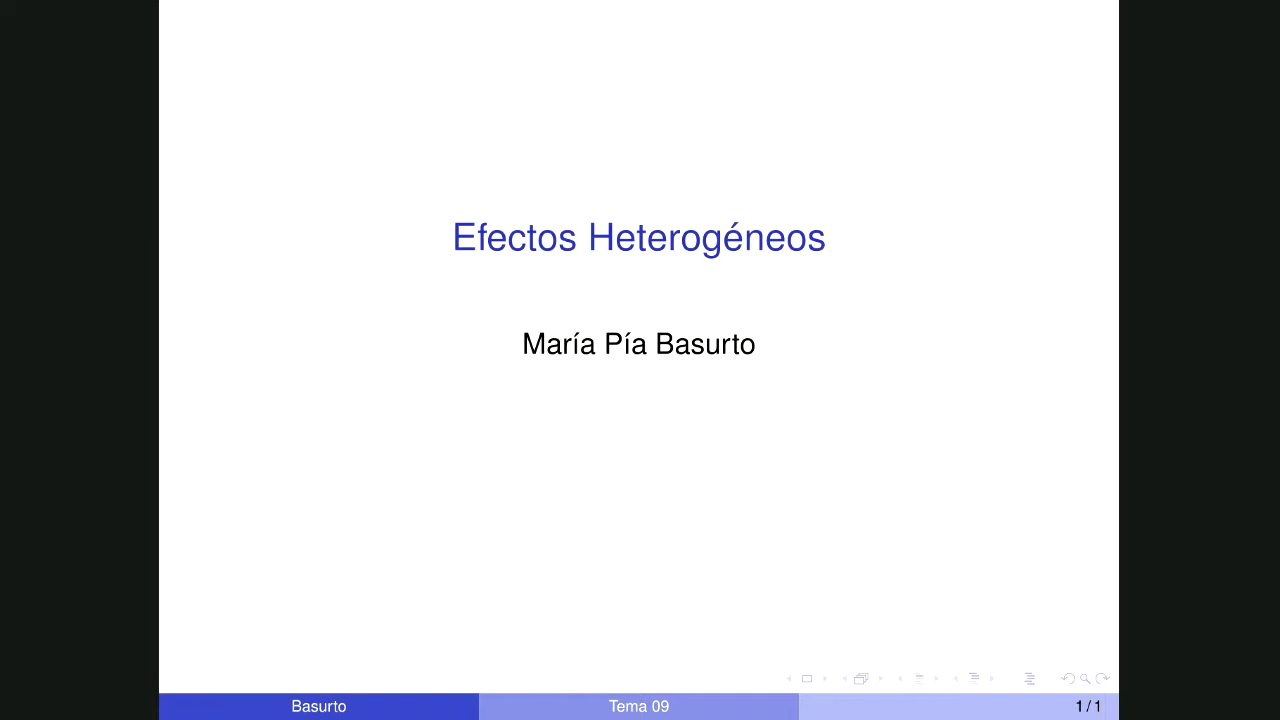 Efectos Heterogéneos
María Pía Basurto
Basurto
Tema 09
1 / 1